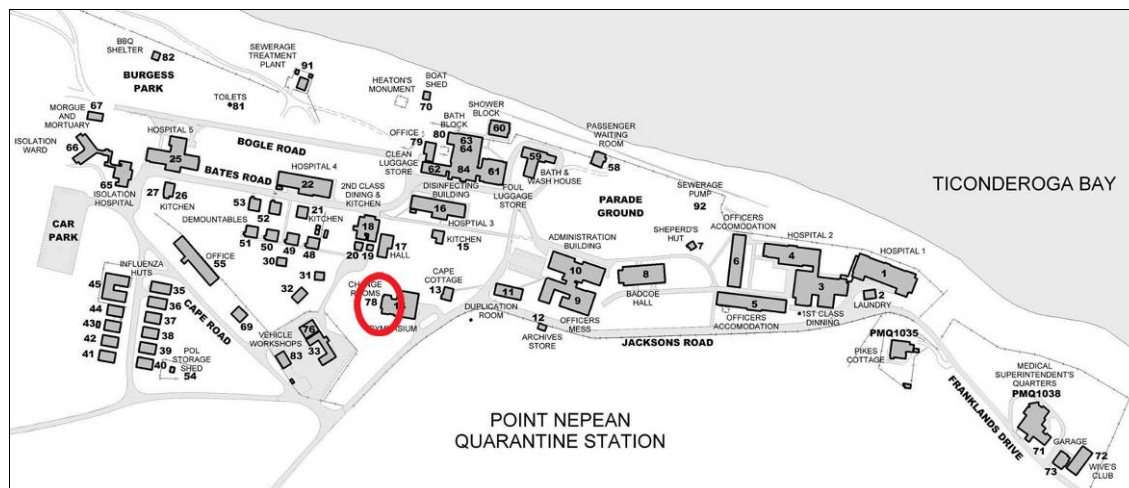 BBQ
SHELTER
82
BURGESS
PARK
SEWERAGE
TREATMENT
PLANT
91
TOILETS
81
HEATON'S
MONUMENT
BOAT
SHED
70
MORGUE
AND
MORTUARY
67
ISOLATION
WARD
66
HOSPITAL 5
25
BOGLE ROAD
BATES ROAD
65
ISOLATION
HOSPITAL
27
26
KITCHEN
HOSPITAL 4
22
OFFICE
79
80
BATH
BLOCK
63
64
SHOWER
BLOCK
60
CLEAN
LUGGAGE
STORE
62
84
61
DISINFECTING
BUILDING
16
FOUL
LUGGAGE
STORE
59
BATH &
WASH HOUSE
PASSENGER
WAITING
ROOM
58
TICONDEROGA BAY
PARADE
GROUND
SEWERAGE
PUMP
92
2ND CLASS
DINING &
KITCHEN
18
20
19
17
HALL
HOSPTIAL 3
KITCHEN
15
DEMOUNTABLES
53
52
21
KITCHEN
51
50
49
48
30
31
32
CAR
PARK
OFFICE
55
INFLUENZA
HUTS
45
44
43
42
41
35
36
37
38
39
40
CAPE ROAD
69
POL
STORAGE
SHED
54
VEHICLE
WORKSHOPS
76
33
83
CHANGE
ROOMS
78
GYMNASIUM
CAPE
COTTAGE
13
11
DUPLICATION
ROOM
ADMINISTRATION
BUILDING
10
9
OFFICERS
MESS
12
ARCHIVES
STORE
8
BADCOE
HALL
SHEPERD'S
HUT
7
OFFICERS
ACCOMODATION
6
HOSPITAL 2
4
HOSPITAL 1
1
3
2
LAUNDRY
5
OFFICERS
ACCOMODATION
1ST CLASS
DINNING
JACKSONS ROAD
PMQ1035
PIKES
COTTAGE
FRANKLANDS DRIVE
MEDICAL
SUPERINTENDENT'S
QUARTERS
PMQ1038
71
GARAGE
73
72
WIVE'S
CLUB
POINT NEPEAN
QUARANTINE STATION